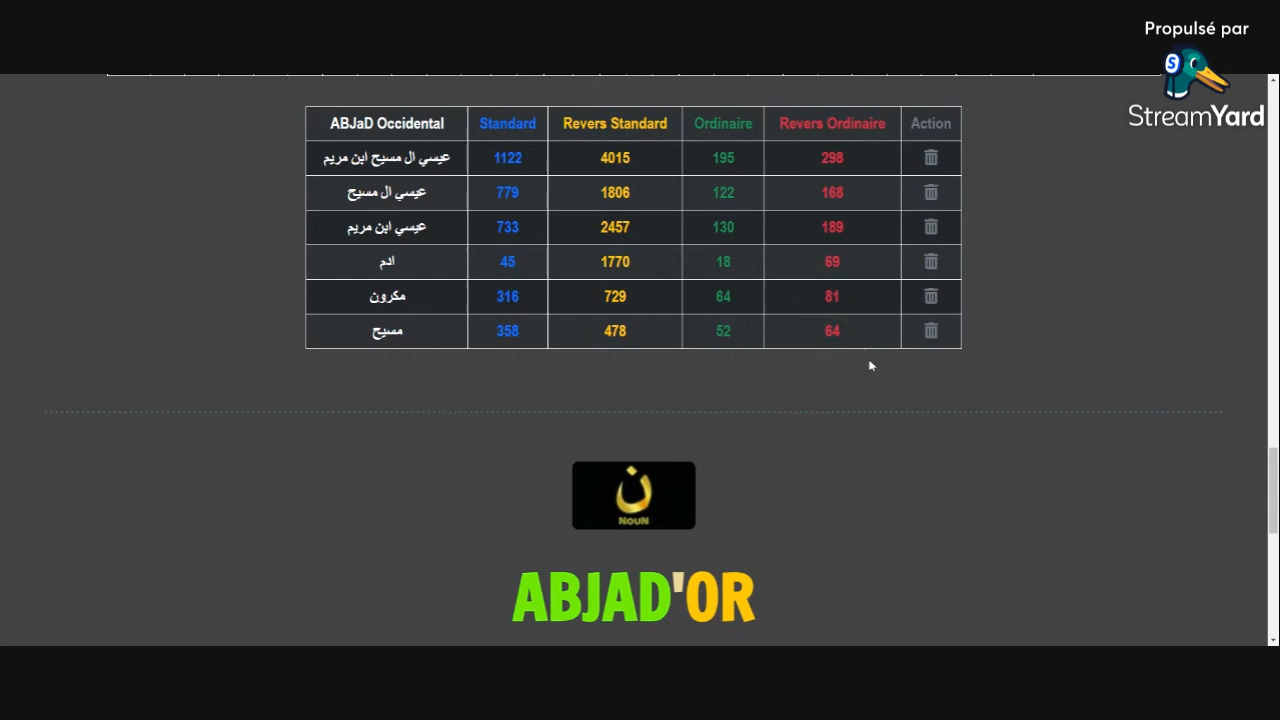 Propulsé par
StreamYard
ABJaD Occidental Standard Revers Standard Ordinaire Revers Ordinaire Action
عيسي ال مسيح ابن مريم 1122 4015 195 298
عيسي ال مسيح 779 1806 122 168
عيسي ابن مريم 733 2457 130 189
ادم 45 1770 18 69
مكرون 316 729 64 81
مسيح 358 478 52 64
ن
NouN
ABJAD'OR